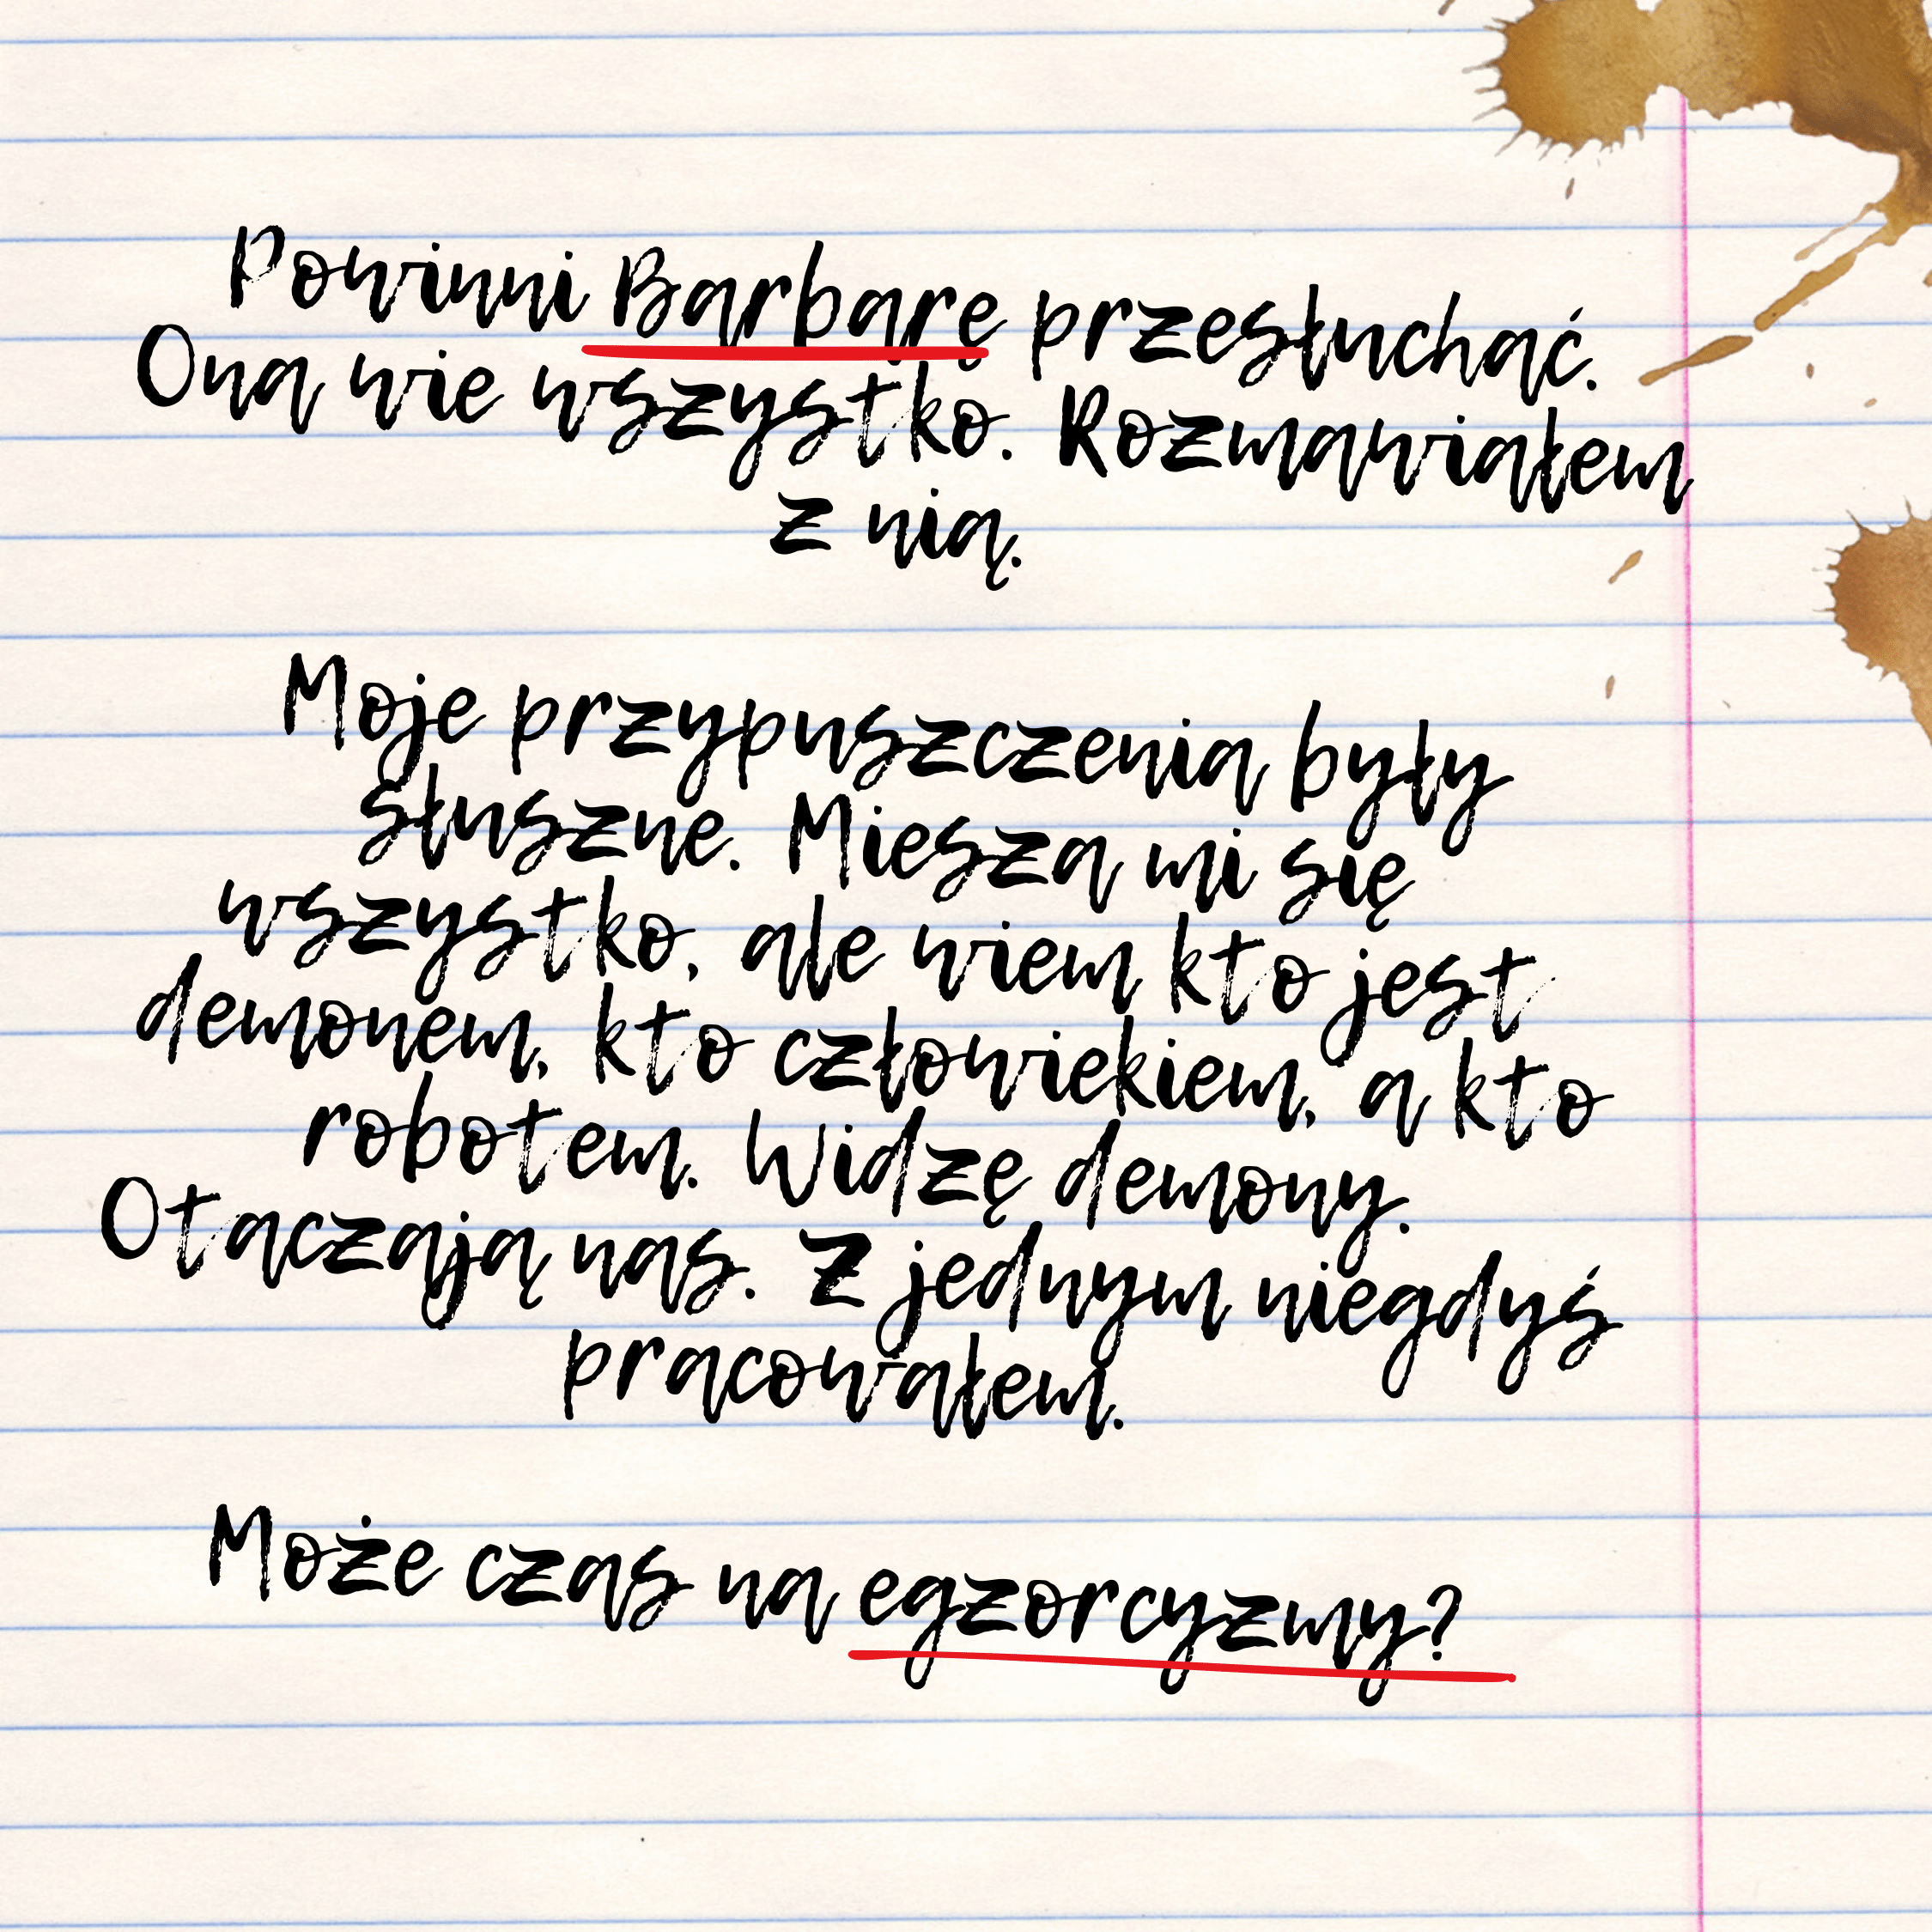 Powinni Barbarę przesłuchać.
Ona wie wszystko. Rozmawiałem
z nią.
Moje przypuszczenia były
słuszne. Miesza mi się
wszystko, ale wiem kto jest
demonem, kto człowiekiem, a kto
robotem. Widzę demony.
Otaczają nas. Z jednym niegdyś
pracowałem.
Może czas na egzorcyzmy?